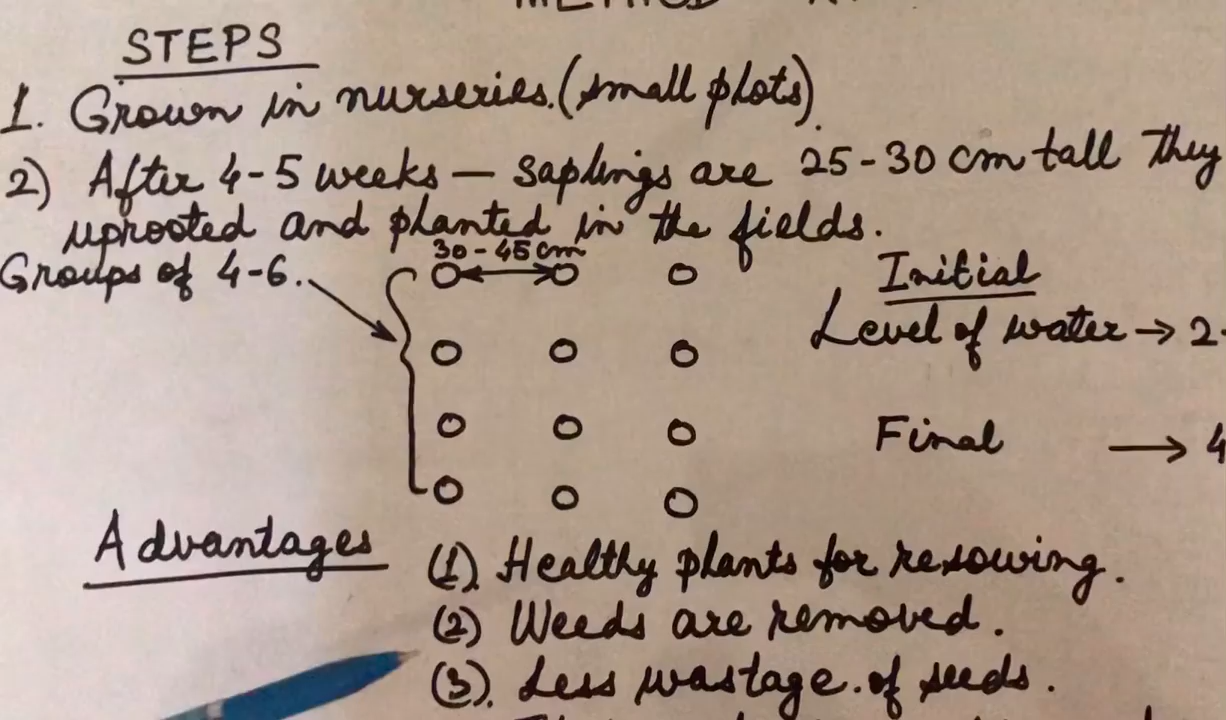 METHOD
STEPS
1. Grown in nurseries. (small plots).
2) After 4-5 weeks — saplings are 25-30 cm tall They
uprooted and planted in the fields.
30-45cm
Groups of 4-6.
Initial
Level of water → 2
Final → 4
Advantages
(1). Healthy plants for resowing.
(2) Weeds are removed.
(3). Less wastage. of seeds.